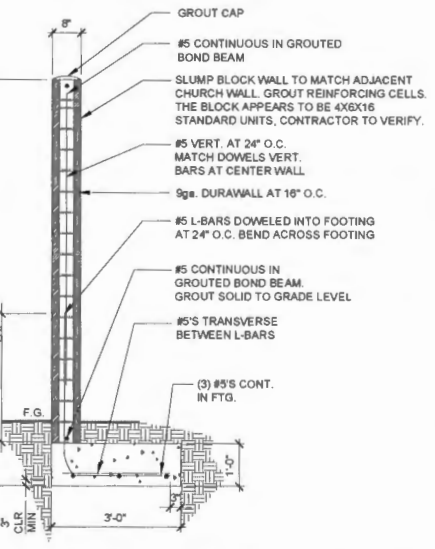 GROUT CAP
8"
#5 CONTINUOUS IN GROUTED
BOND BEAM
SLUMP BLOCK WALL TO MATCH ADJACENT
CHURCH WALL. GROUT REINFORCING CELLS.
THE BLOCK APPEARS TO BE 4X6X16
STANDARD UNITS, CONTRACTOR TO VERIFY.
#5 VERT. AT 24" O.C.
MATCH DOWELS VERT.
BARS AT CENTER WALL
9ga. DURAWALL AT 16" O.C.
#5 L-BARS DOWELED INTO FOOTING
AT 24" O.C. BEND ACROSS FOOTING
#5 CONTINUOUS IN
GROUTED BOND BEAM.
GROUT SOLID TO GRADE LEVEL
#5'S TRANSVERSE
BETWEEN L-BARS
(3) #5'S CONT.
IN FTG.
F.G.
1'-0"
3"
3"
CLR
MIN
3'-0"